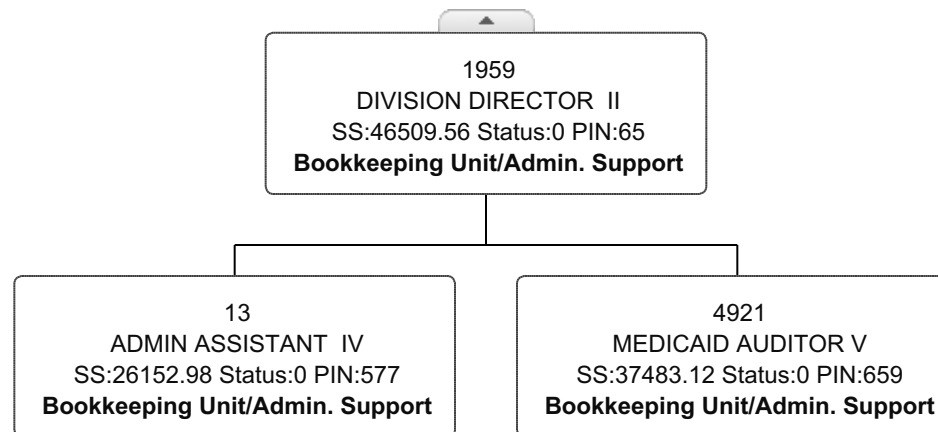 1959
DIVISION DIRECTOR  II
SS:46509.56 Status:0 PIN:65
Bookkeeping Unit/Admin. Support
13
ADMIN ASSISTANT  IV
SS:26152.98 Status:0 PIN:577
Bookkeeping Unit/Admin. Support
4921
MEDICAID AUDITOR V
SS:37483.12 Status:0 PIN:659
Bookkeeping Unit/Admin. Support